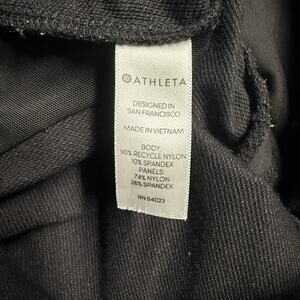 ATHLETA
DESIGNED IN
SAN FRANCISCO
MADE IN VIETNAM
BODY:
90% RECYCLE NYLON
10% SPANDEX
PANELS:
74% NYLON
26% SPANDEX
RN 54023